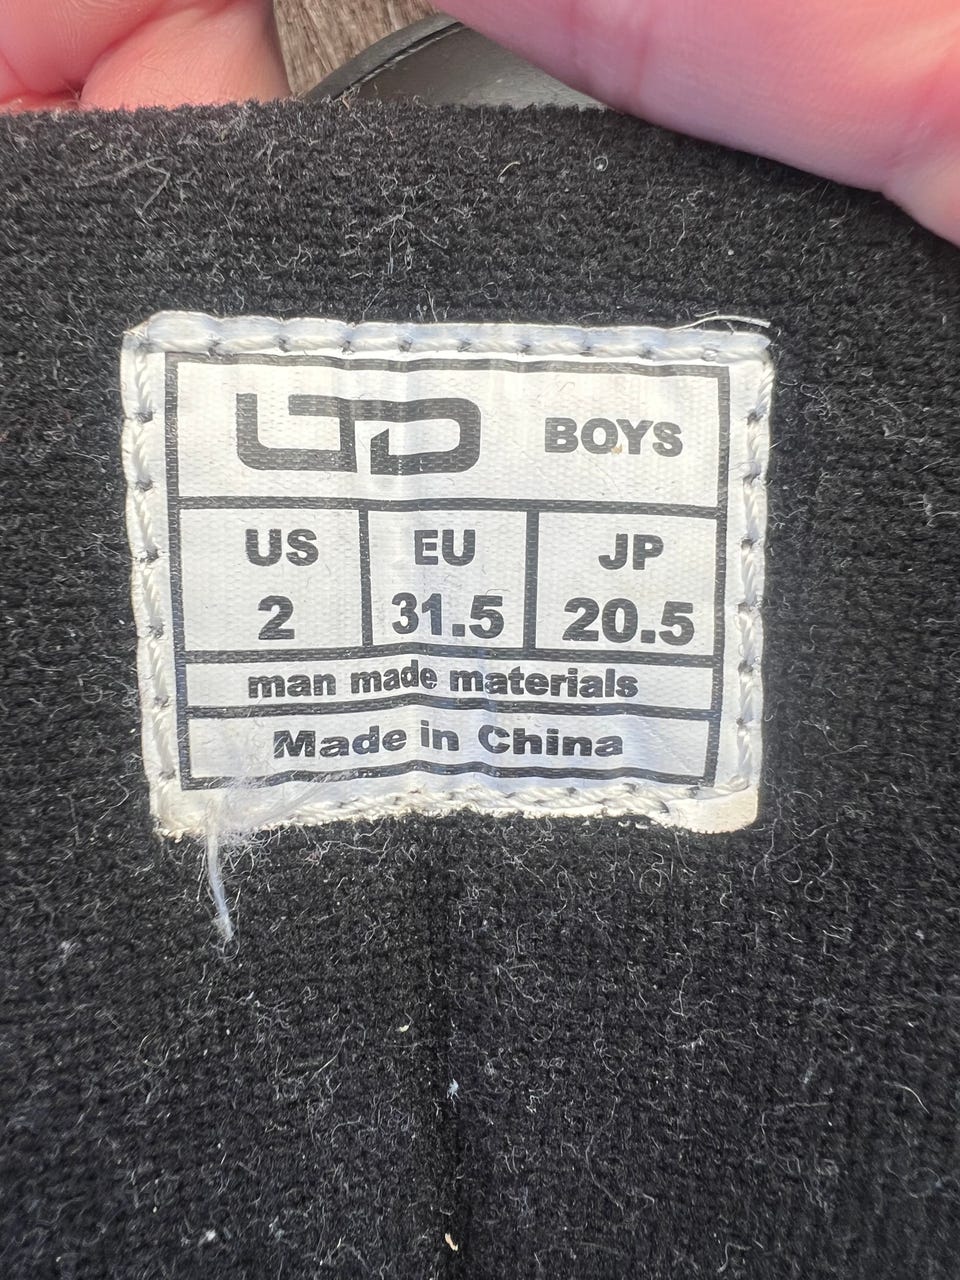 BOYS
US EU JP
2 31.5 20.5
man made materials
Made in China